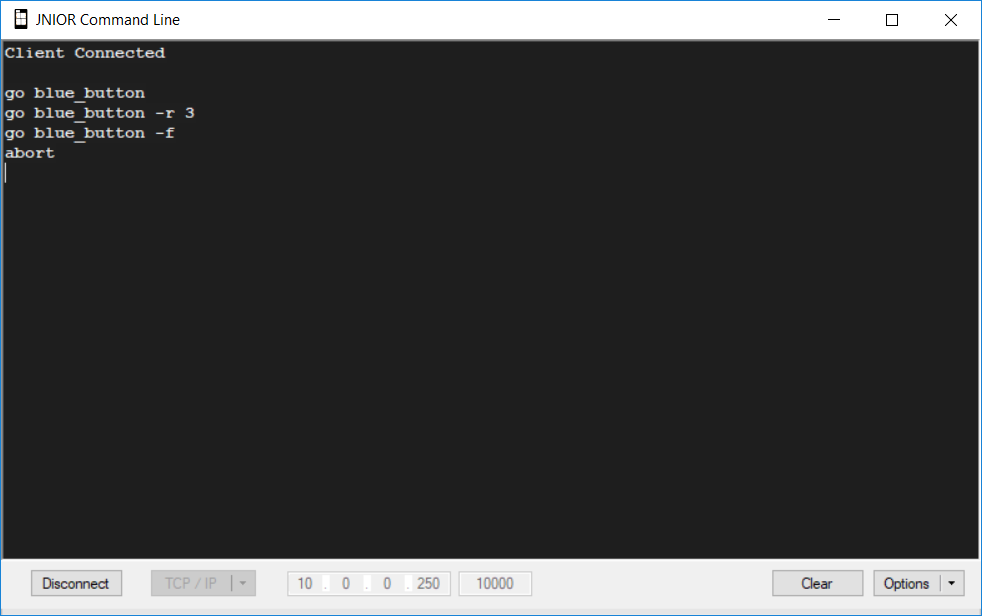 JNIOR Command Line
Client Connected
go blue_button
go blue_button -r 3
go blue_button -f
abort
Disconnect TCP / IP 10 . 0 . 0 . 250 10000 Clear Options